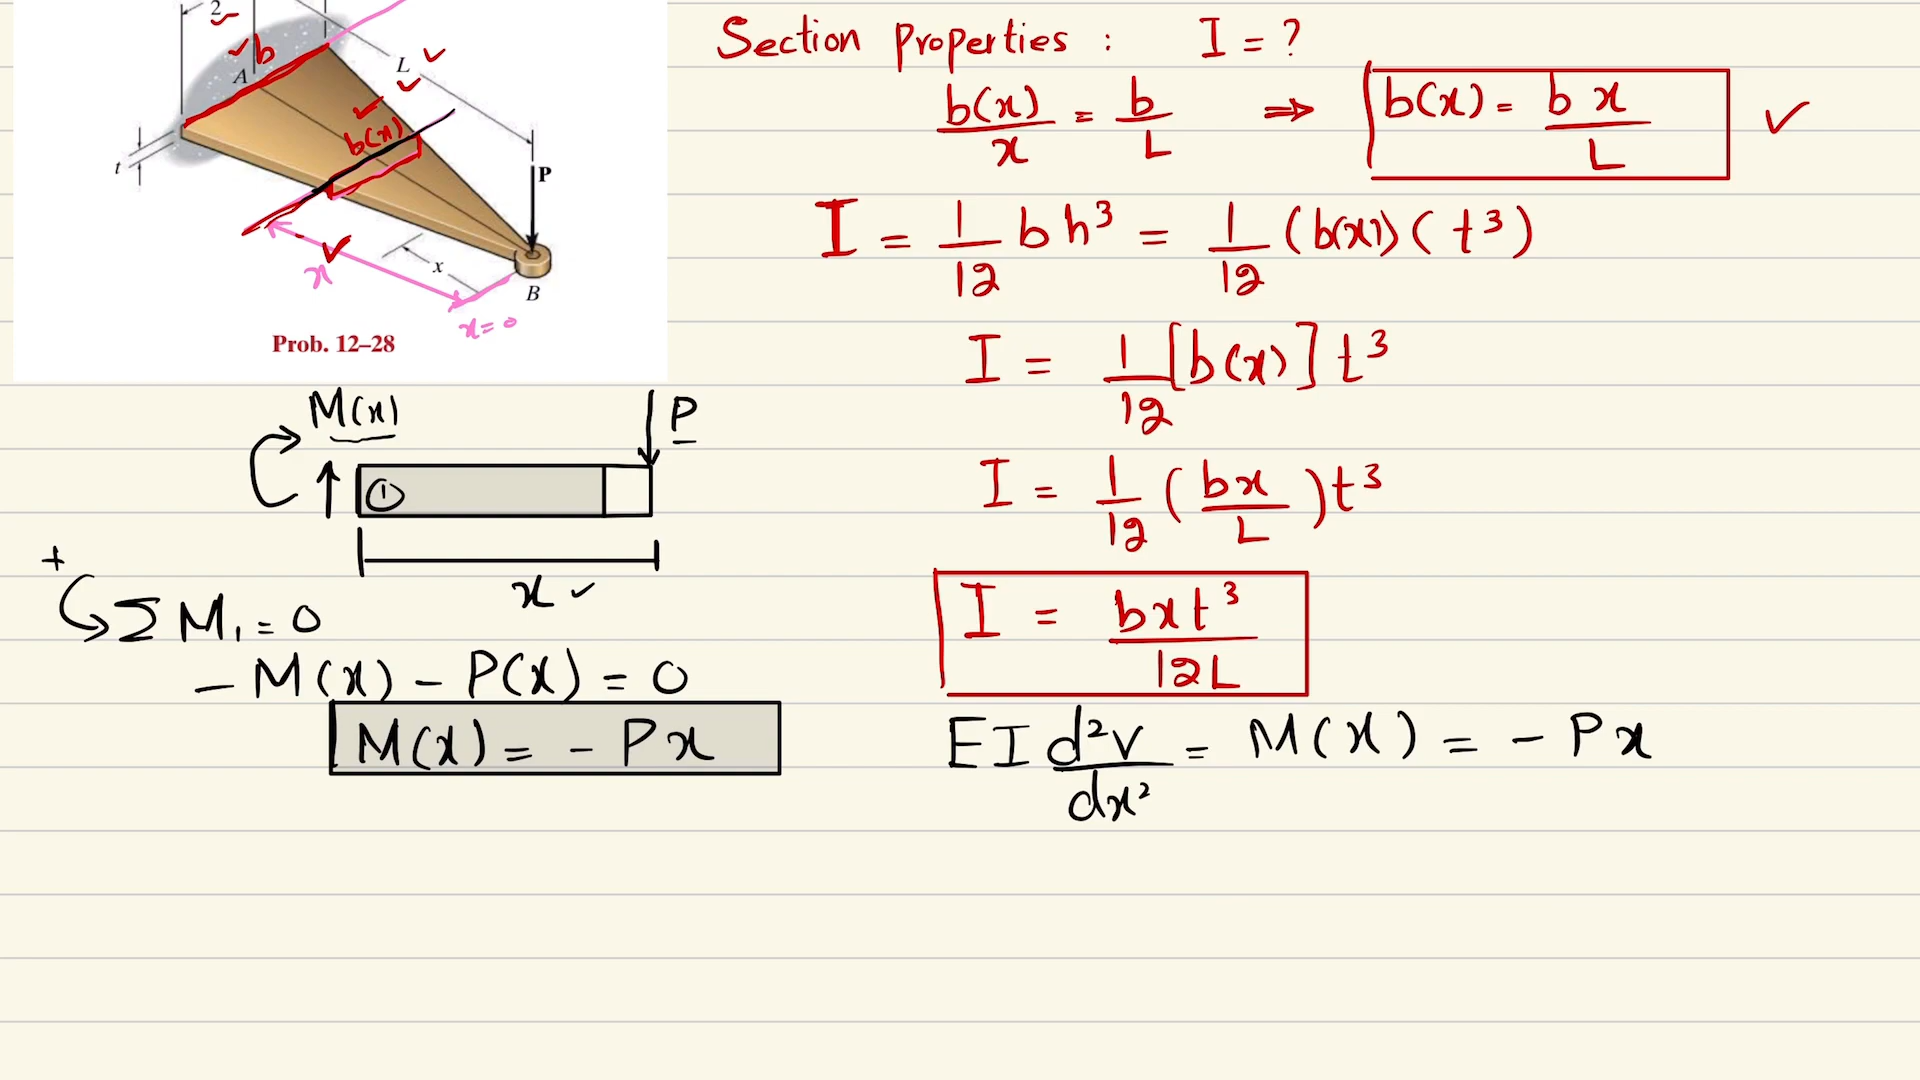 2
b
A
L
b(x)
t
P
x
x
B
x=0
Prob. 12–28
M(x)
P
1
x
+
ΣM₁ = 0
- M(x) - P(x) = 0
M(x) = - Px
Section Properties : I = ?
b(x)/x = b/L ⇒ b(x) = bx/L
I = 1/12 bh³ = 1/12 (b(x)) (t³)
I = 1/12 [b(x)] t³
I = 1/12 (bx/L) t³
I = bxt³/12L
EI d²v/dx² = M(x) = - Px